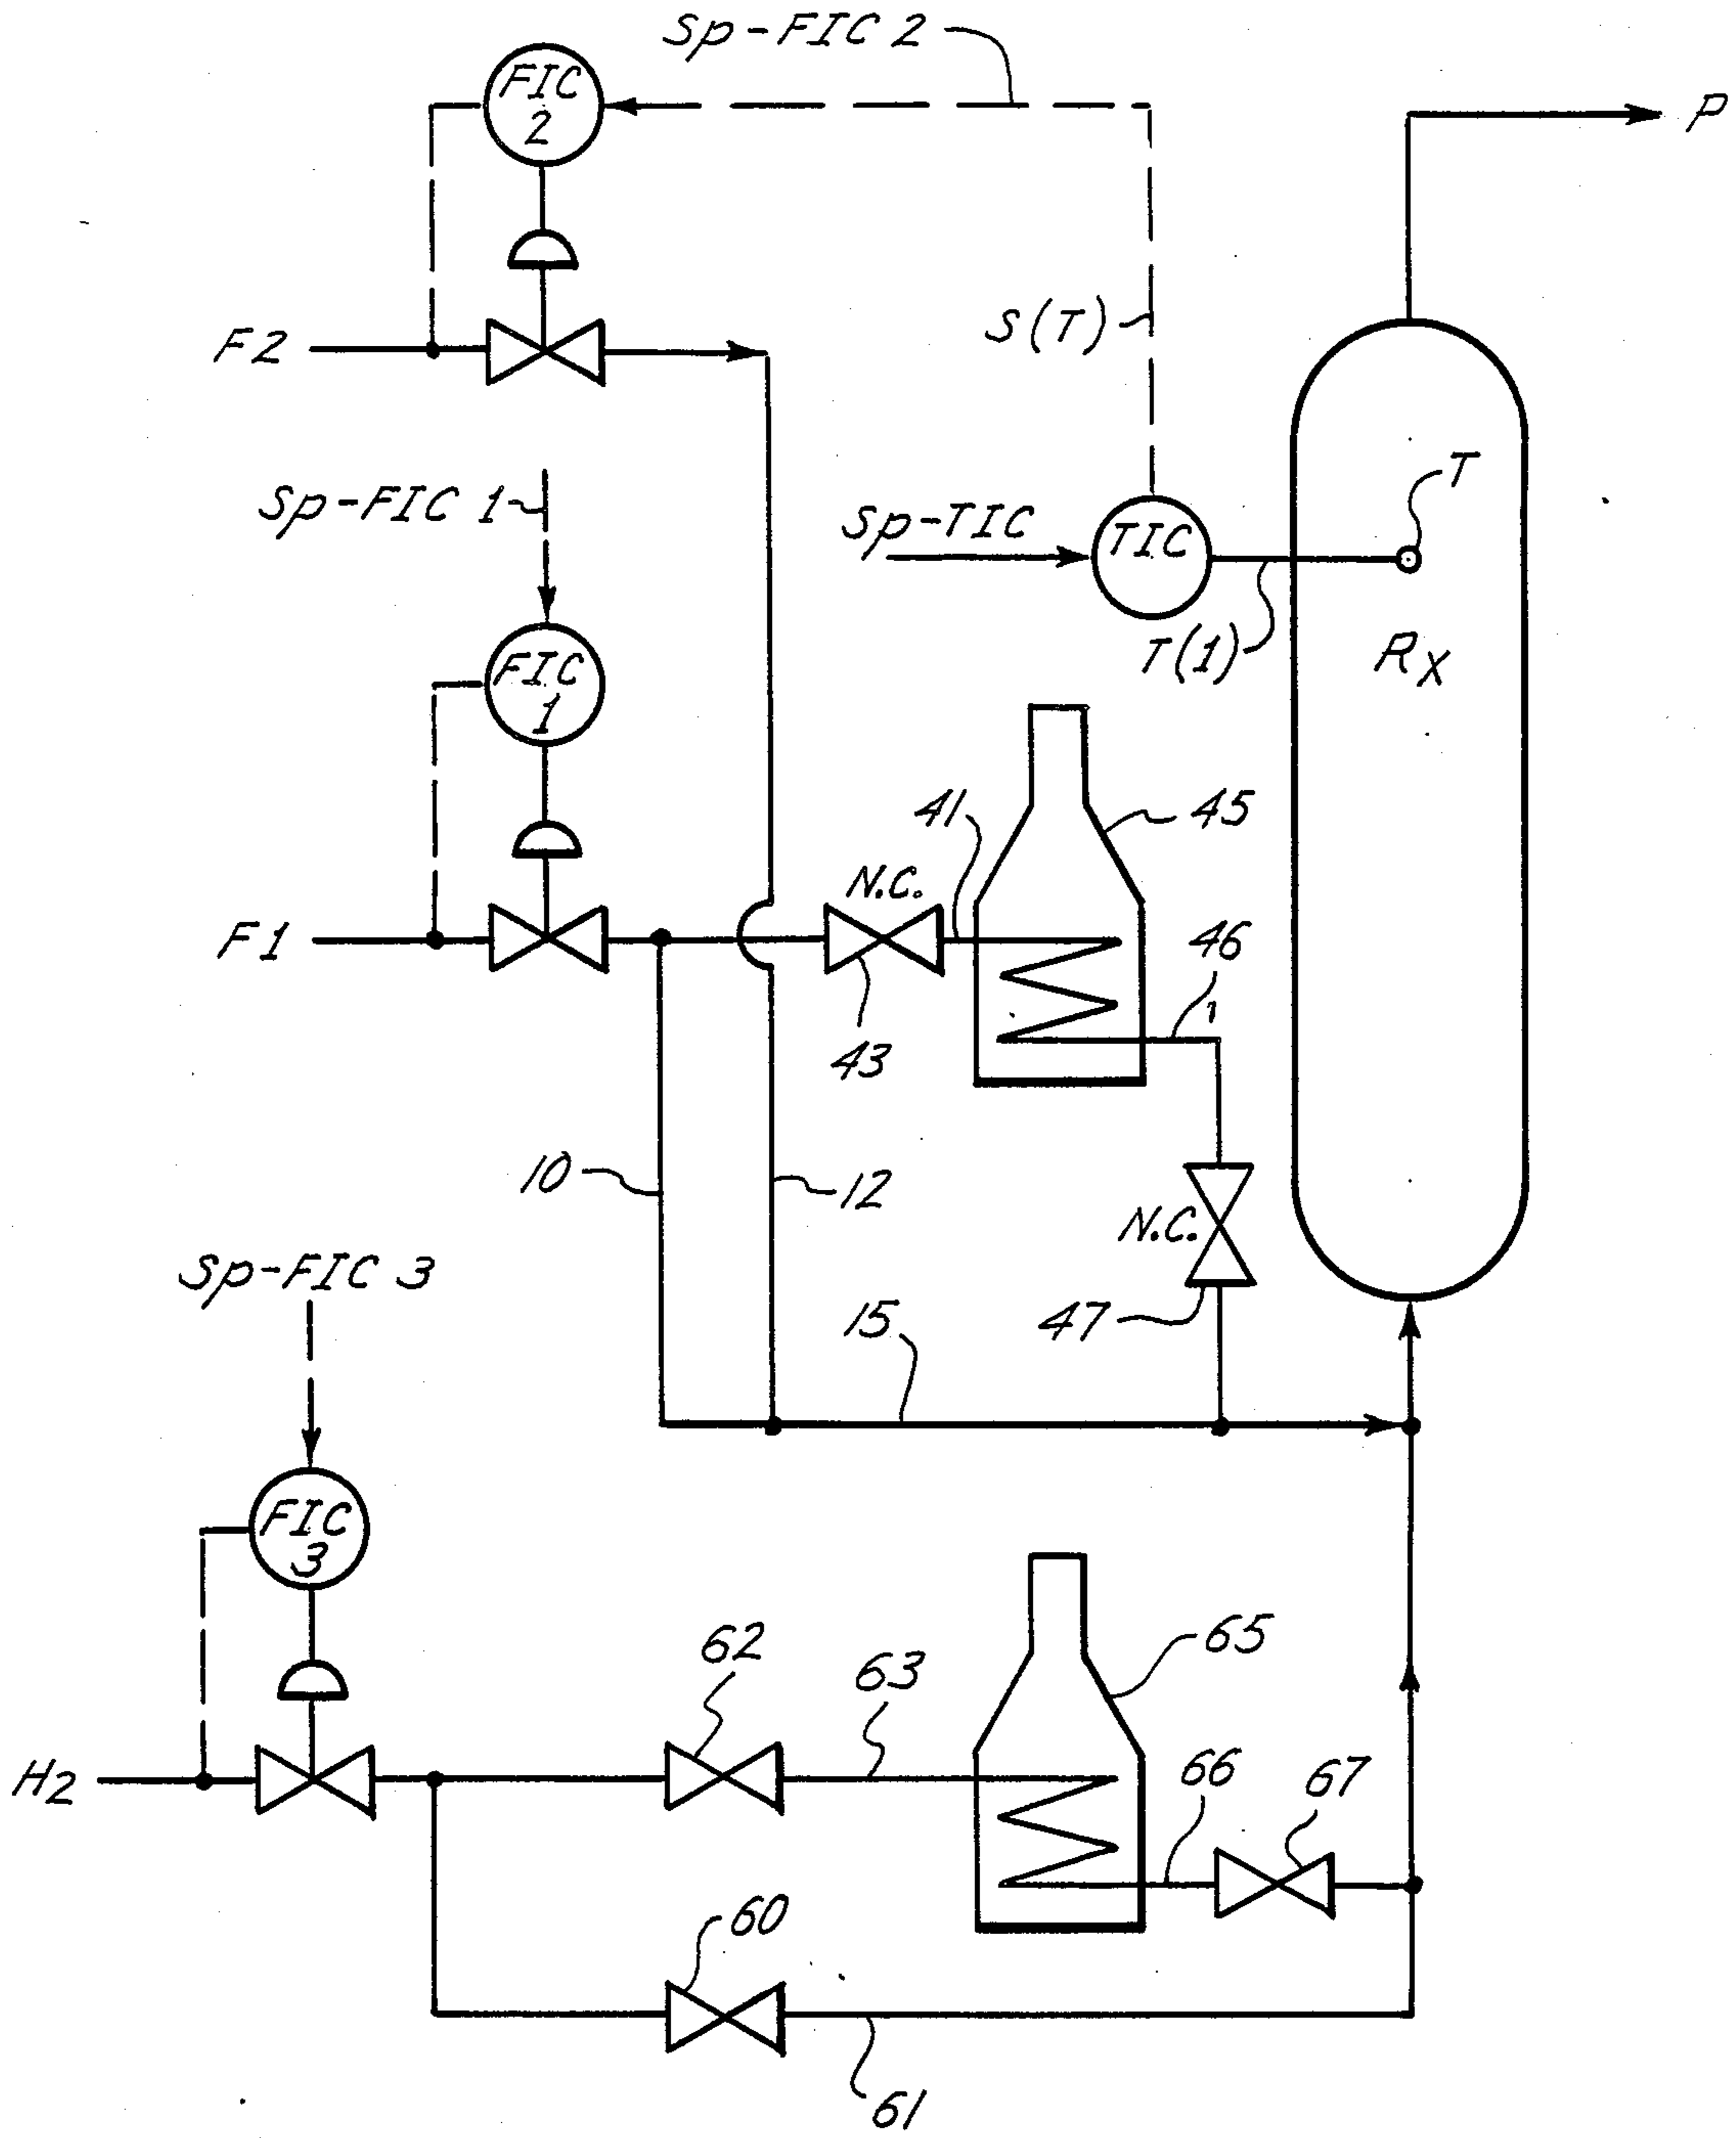 Sp-FIC 2
FIC
2
P
F2
S(T)
Sp-FIC 1
T
Sp-TIC
TIC
FIC
1
T(1)
Rx
41
45
N.C.
F1
46
43
10
12
N.C.
Sp-FIC 3
15
47
FIC
3
62
63
65
66
67
H2
60
61